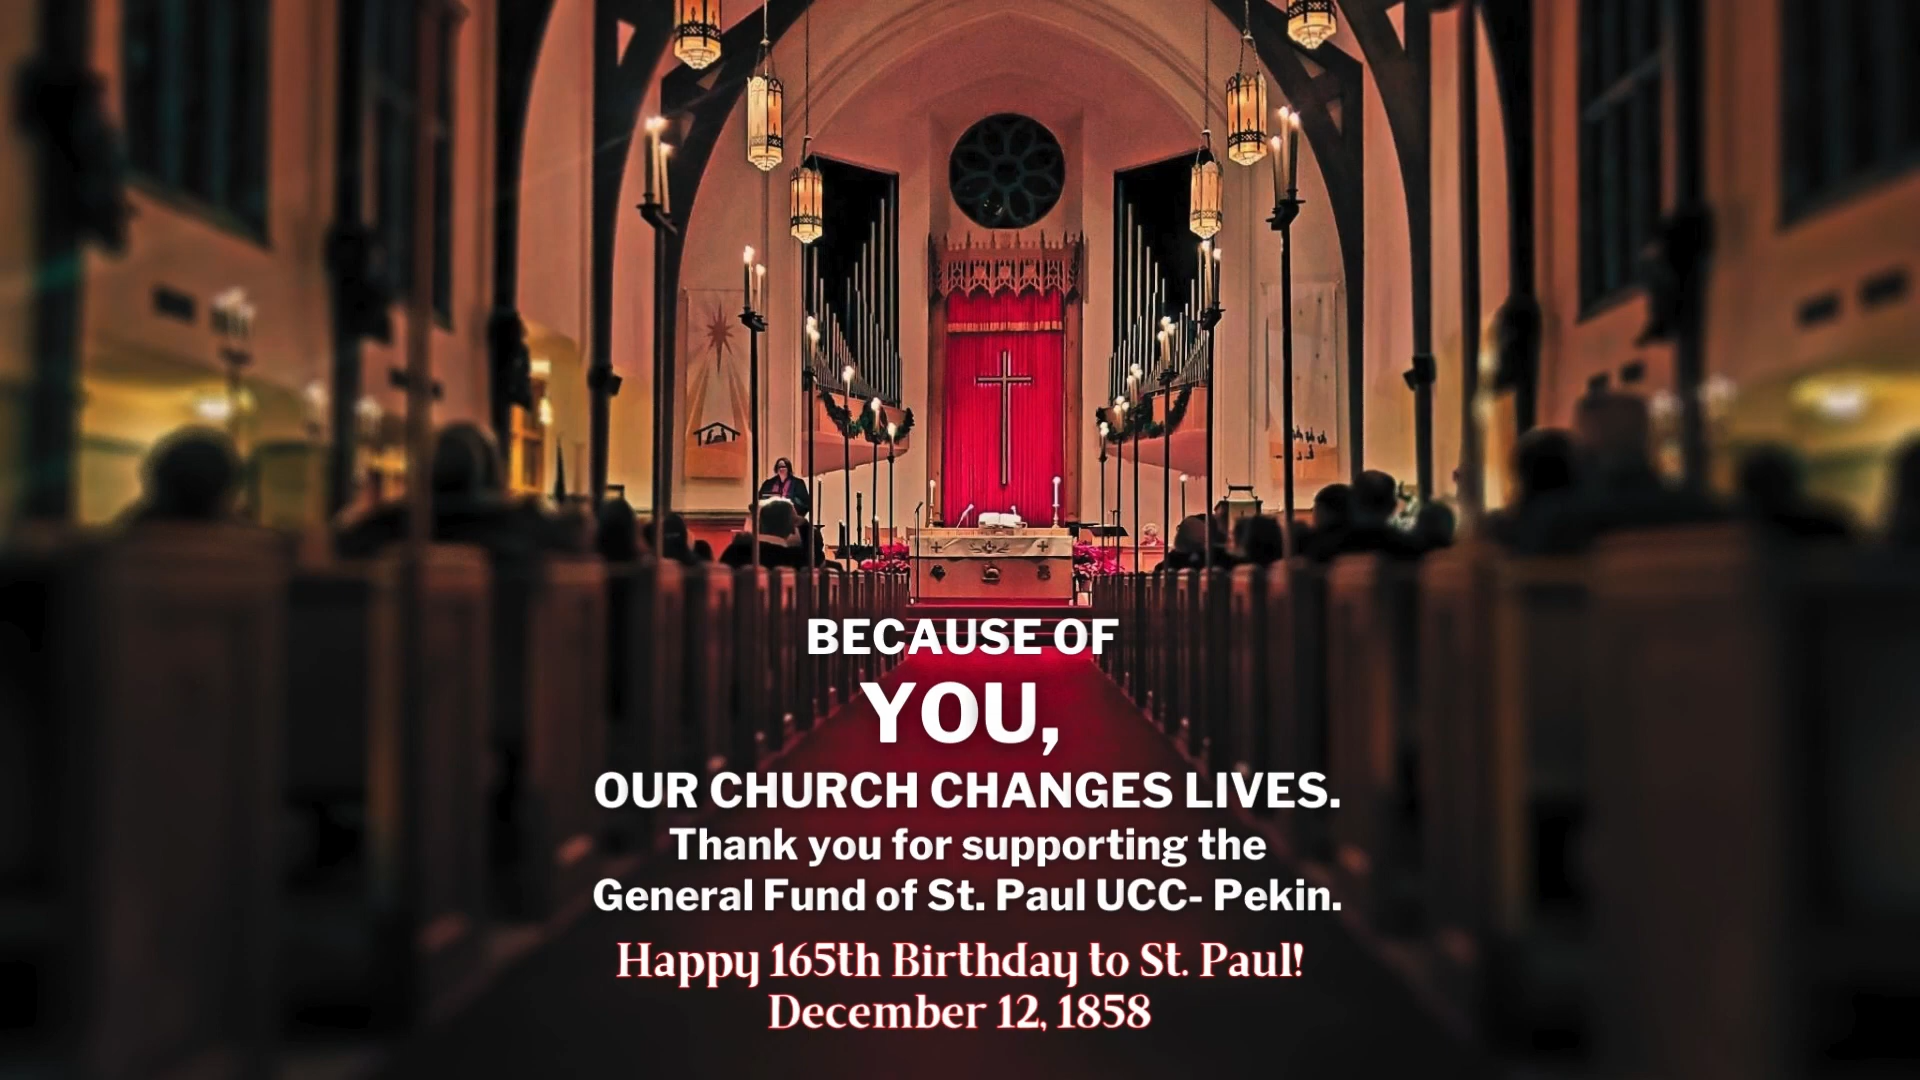 BECAUSE OF
YOU,
OUR CHURCH CHANGES LIVES.
Thank you for supporting the
General Fund of St. Paul UCC- Pekin.
Happy 165th Birthday to St. Paul!
December 12, 1858